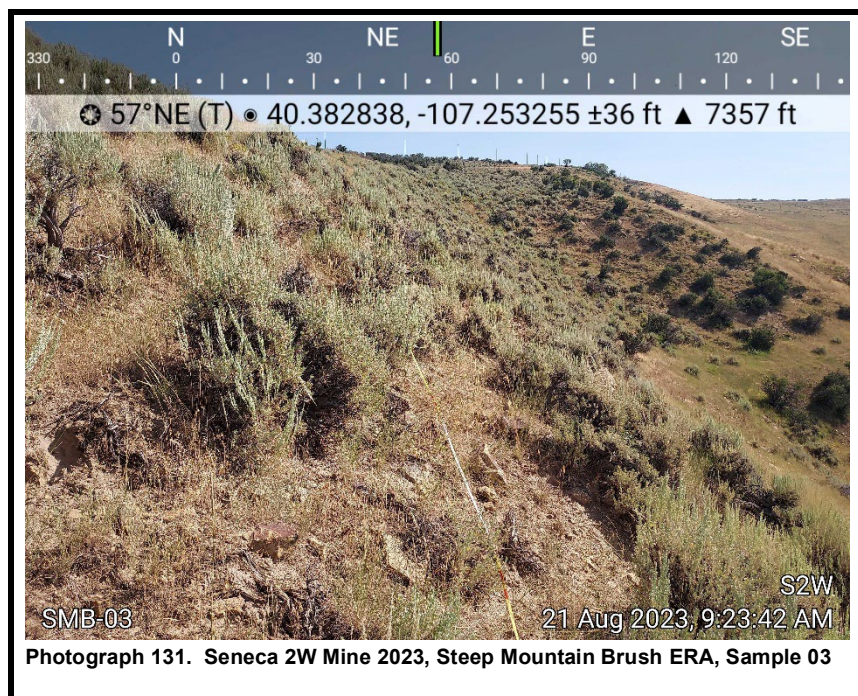 N NE E SE
330 0 30 60 90 120
57°NE (T) 40.382838, -107.253255 ±36 ft ▲ 7357 ft
S2W
SMB-03 21 Aug 2023, 9:23:42 AM
Photograph 131. Seneca 2W Mine 2023, Steep Mountain Brush ERA, Sample 03